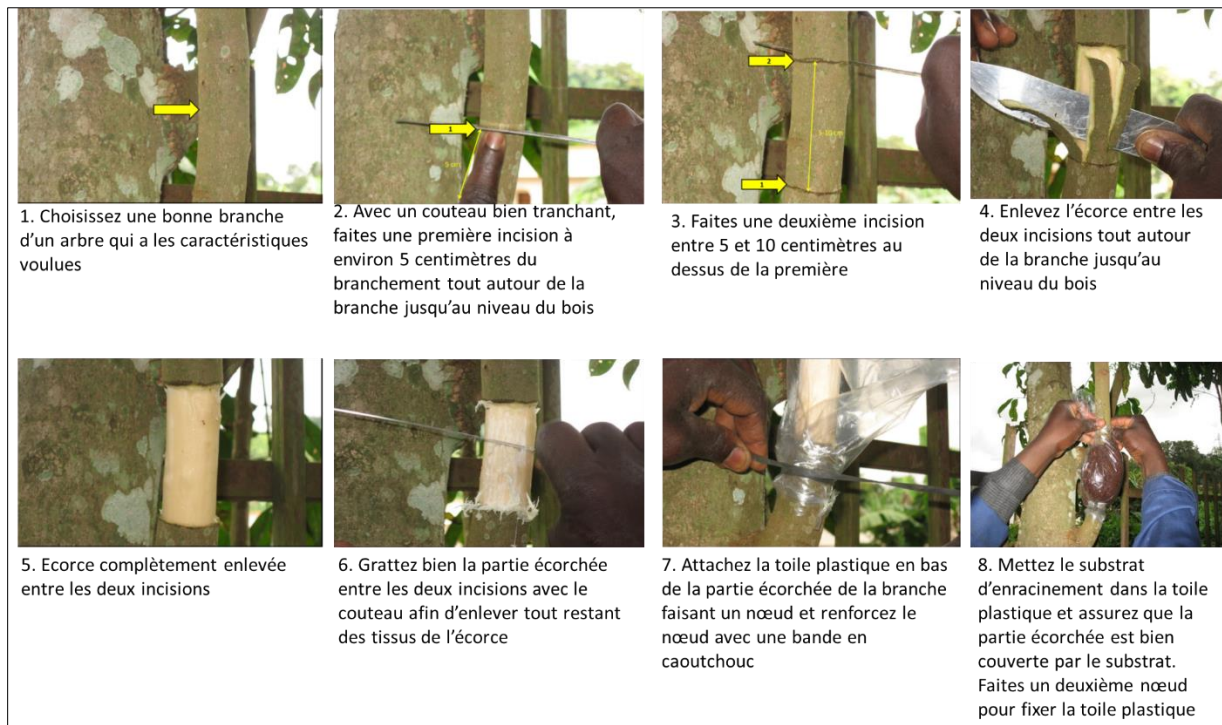 1
2
1
5 cm
5-10 cm
1. Choisissez une bonne branche
d’un arbre qui a les caractéristiques
voulues
2. Avec un couteau bien tranchant,
faites une première incision à
environ 5 centimètres du
branchement tout autour de la
branche jusqu’au niveau du bois
3. Faites une deuxième incision
entre 5 et 10 centimètres au
dessus de la première
4. Enlevez l’écorce entre les
deux incisions tout autour
de la branche jusqu’au
niveau du bois
5. Ecorce complètement enlevée
entre les deux incisions
6. Grattez bien la partie écorchée
entre les deux incisions avec le
couteau afin d’enlever tout restant
des tissus de l’écorce
7. Attachez la toile plastique en bas
de la partie écorchée de la branche
faisant un nœud et renforcez le
nœud avec une bande en
caoutchouc
8. Mettez le substrat
d’enracinement dans la toile
plastique et assurez que la
partie écorchée est bien
couverte par le substrat.
Faites un deuxième nœud
pour fixer la toile plastique